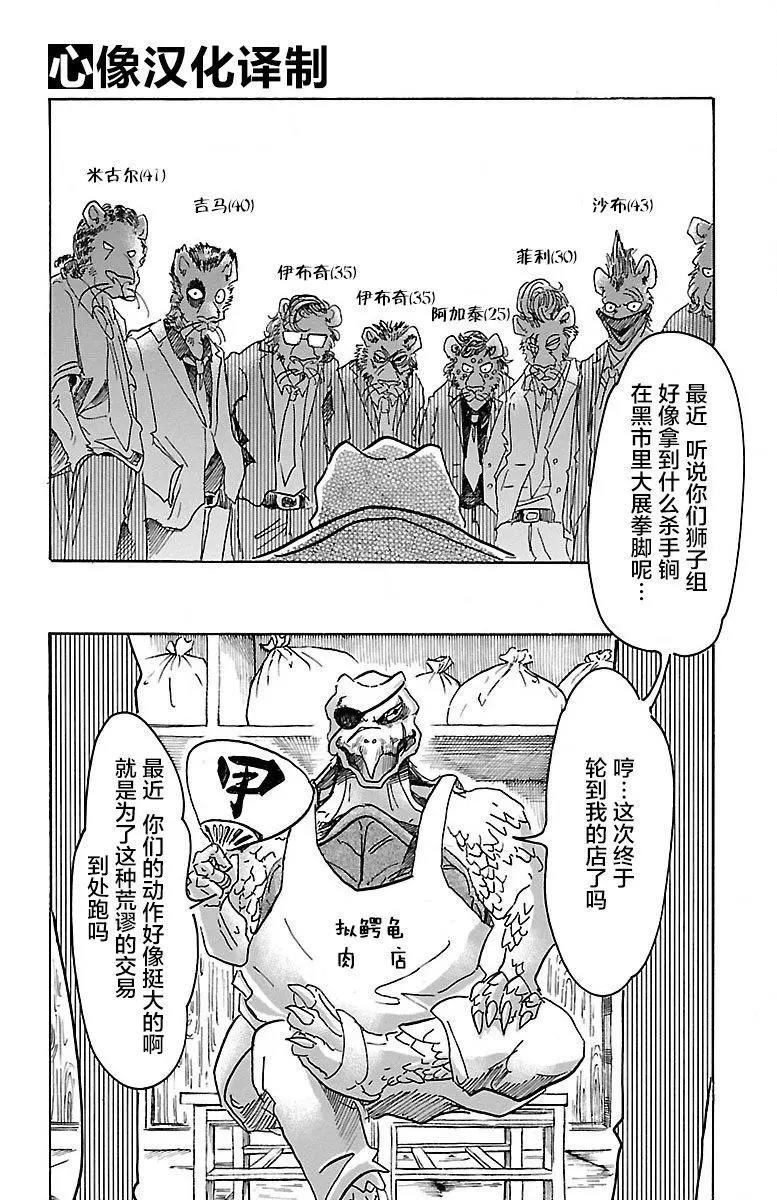 心像汉化译制
米古尔(41)
吉马(40)
伊布奇(35)
伊布奇(35)
阿加泰(25)
菲利(30)
沙布(43)
最近 听说你们狮子组
好像拿到什么杀手锏
在黑市里大展拳脚呢…
哼…这次终于
轮到我的店了吗
甲
拟鳄龟
肉店
最近 你们的动作好像挺大的啊
就是为了这种荒谬的交易
到处跑吗